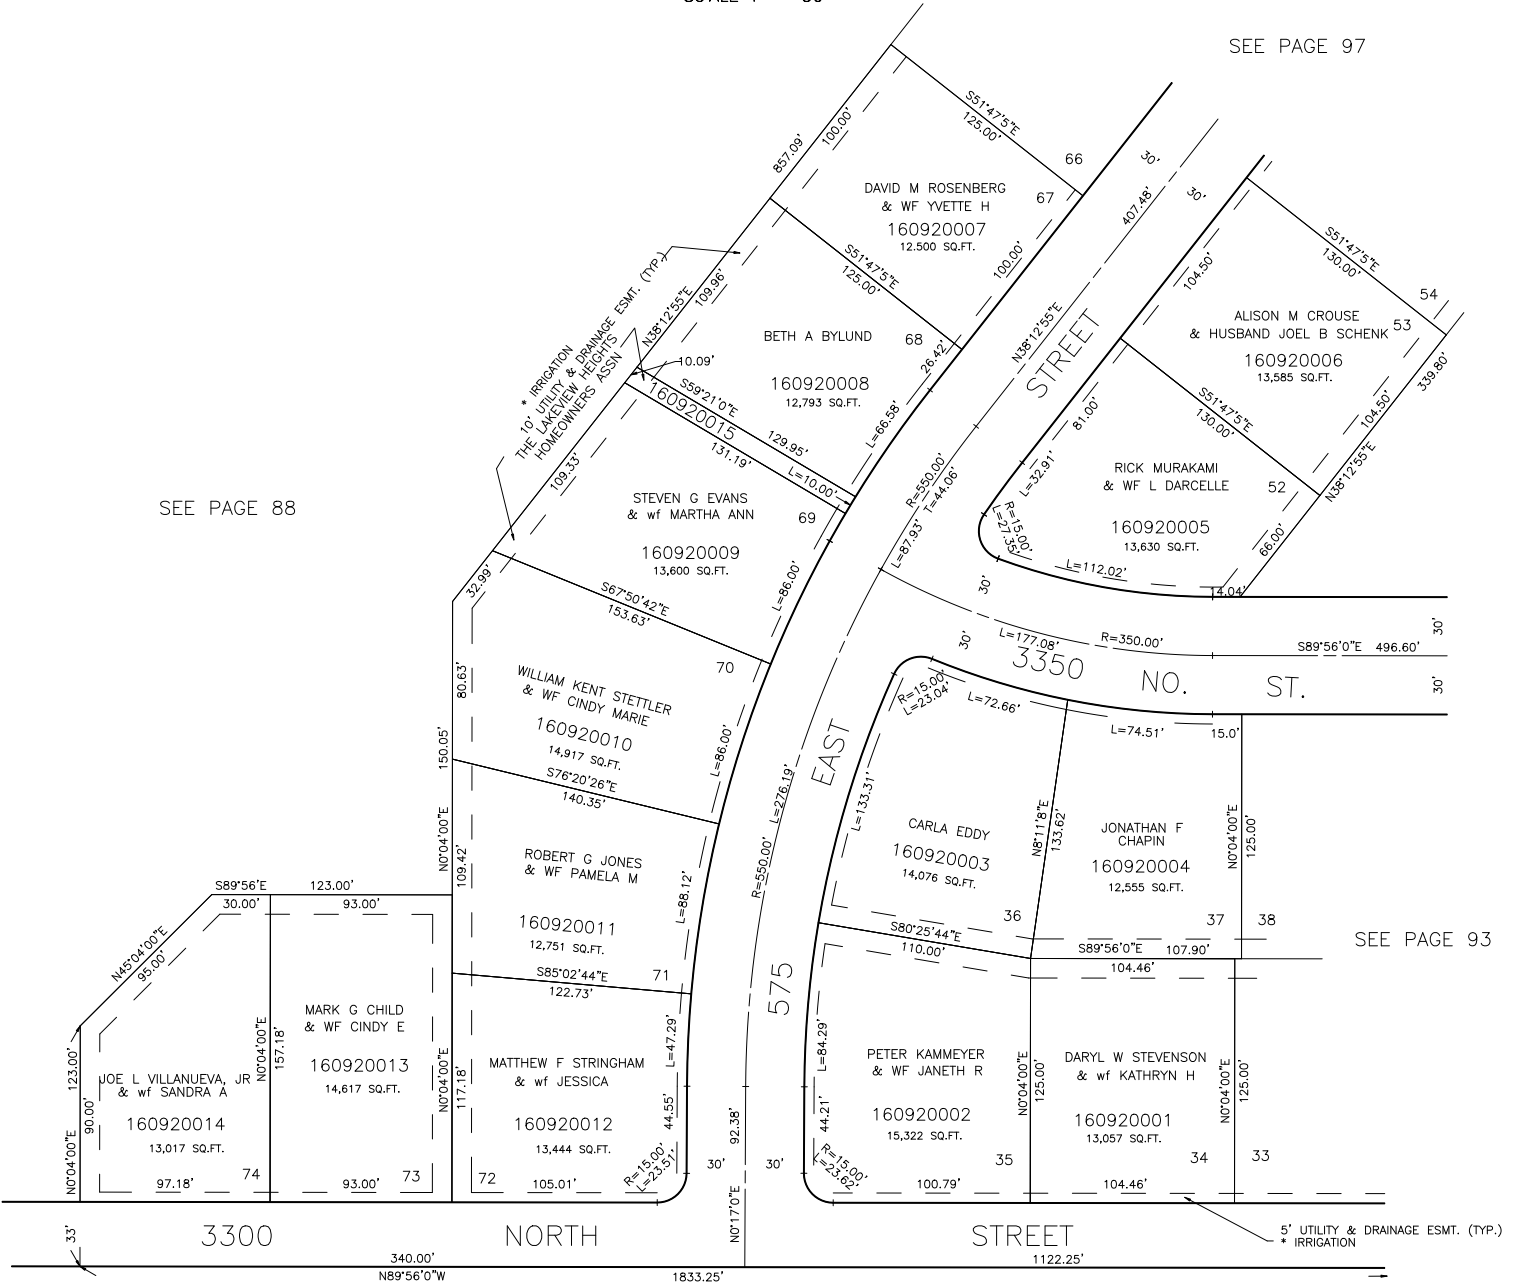 SEE PAGE 97
S51°47'5"E
125.00'
66
67
100.00'
857.09'
DAVID M ROSENBERG
& WF YVETTE H
160920007
12.500 SQ.FT.
100.00'
30'
30'
407.48'
N38°12'55"E
STREET
104.50'
S51°47'5"E
130.00'
54
53
ALISON M CROUSE
& HUSBAND JOEL B SCHENK
160920006
13,585 SQ.FT.
339.80'
104.50'
N38°12'55"E
S51°47'5"E
125.00'
68
BETH A BYLUND
160920008
12,793 SQ.FT.
26.42'
L=66.58'
109.96'
N38°12'55"E
* IRRIGATION
10' UTILITY & DRAINAGE ESMT. (TYP.)
THE LAKEVIEW HEIGHTS
HOMEOWNERS ASSN
10.09'
S59°21'0"E
129.95'
160920015
131.19'
L=10.00'
81.00'
S51°47'5"E
130.00'
52
RICK MURAKAMI
& WF L DARCELLE
160920005
13,630 SQ.FT.
L=32.91'
R=15.00'
L=27.35'
L=112.02'
66.00'
14.04'
R=550.00'
T=44.06'
L=87.93'
SEE PAGE 88
109.33'
STEVEN G EVANS
& wf MARTHA ANN
69
160920009
13,600 SQ.FT.
L=86.00'
32.99'
S67°50'42"E
153.63'
70
30'
30'
L=177.08'
R=350.00'
S89°56'0"E 496.60'
30'
30'
3350 NO. ST.
80.63'
150.05'
WILLIAM KENT STETTLER
& WF CINDY MARIE
160920010
14,917 SQ.FT.
L=86.00'
S76°20'26"E
140.35'
R=15.00'
L=23.04'
L=72.66'
L=74.51'
15.0'
EAST
L=276.19'
R=550.00'
L=133.31'
CARLA EDDY
160920003
14,076 SQ.FT.
36
N8°11'8"E
133.62'
JONATHAN F
CHAPIN
160920004
12,555 SQ.FT.
37
38
N0°04'00"E
125.00'
N0°04'00"E
109.42'
ROBERT G JONES
& WF PAMELA M
160920011
12,751 SQ.FT.
71
L=88.12'
S85°02'44"E
122.73'
S80°25'44"E
110.00'
S89°56'0"E 107.90'
104.46'
SEE PAGE 93
575
S89°56'E 123.00'
30.00'
93.00'
N45°04'00"E
95.00'
123.00'
90.00'
N0°04'00"E
JOE L VILLANUEVA, JR
& wf SANDRA A
160920014
13,017 SQ.FT.
74
97.18'
N0°04'00"E
157.18'
MARK G CHILD
& WF CINDY E
160920013
14,617 SQ.FT.
73
93.00'
N0°04'00"E
117.18'
MATTHEW F STRINGHAM
& wf JESSICA
160920012
13,444 SQ.FT.
72
105.01'
L=47.29'
44.55'
R=15.00'
L=23.51'
92.38'
30'
30'
N0°17'0"E
L=84.29'
44.21'
R=15.00'
L=23.62'
PETER KAMMEYER
& WF JANETH R
160920002
15,322 SQ.FT.
35
100.79'
N0°04'00"E
125.00'
DARYL W STEVENSON
& wf KATHRYN H
160920001
13,057 SQ.FT.
34
104.46'
N0°04'00"E
125.00'
33
3300 NORTH STREET
33'
5' UTILITY & DRAINAGE ESMT. (TYP.)
* IRRIGATION
340.00'
1122.25'
N89°56'0"W
1833.25'